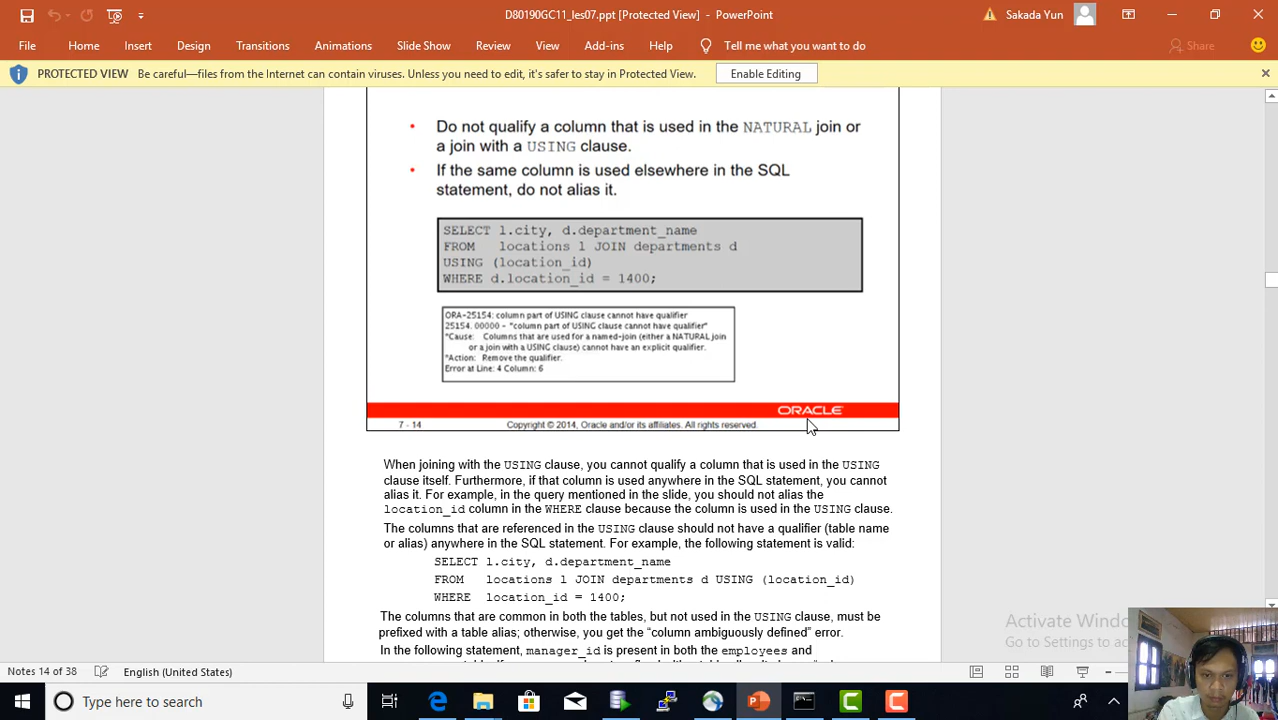 D80190GC11_les07.ppt [Protected View] - PowerPoint
Sakada Yun
File Home Insert Design Transitions Animations Slide Show Review View Add-ins Help Tell me what you want to do Share
PROTECTED VIEW Be careful—files from the Internet can contain viruses. Unless you need to edit, it's safer to stay in Protected View. Enable Editing
• Do not qualify a column that is used in the NATURAL join or
a join with a USING clause.
• If the same column is used elsewhere in the SQL
statement, do not alias it.
SELECT l.city, d.department_name
FROM locations l JOIN departments d
USING (location_id)
WHERE d.location_id = 1400;
ORA-25154: column part of USING clause cannot have qualifier
25154. 00000 - "column part of USING clause cannot have qualifier"
*Cause: Columns that are used for a named-join (either a NATURAL join
or a join with a USING clause) cannot have an explicit qualifier.
*Action: Remove the qualifier.
Error at Line: 4 Column: 6
ORACLE
7 - 14 Copyright © 2014, Oracle and/or its affiliates. All rights reserved.
When joining with the USING clause, you cannot qualify a column that is used in the USING
clause itself. Furthermore, if that column is used anywhere in the SQL statement, you cannot
alias it. For example, in the query mentioned in the slide, you should not alias the
location_id column in the WHERE clause because the column is used in the USING clause.
The columns that are referenced in the USING clause should not have a qualifier (table name
or alias) anywhere in the SQL statement. For example, the following statement is valid:
SELECT l.city, d.department_name
FROM locations l JOIN departments d USING (location_id)
WHERE location_id = 1400;
The columns that are common in both the tables, but not used in the USING clause, must be
prefixed with a table alias; otherwise, you get the “column ambiguously defined” error.
In the following statement, manager_id is present in both the employees and
Activate Windo
Go to Settings to a
Notes 14 of 38 English (United States)
Type here to search